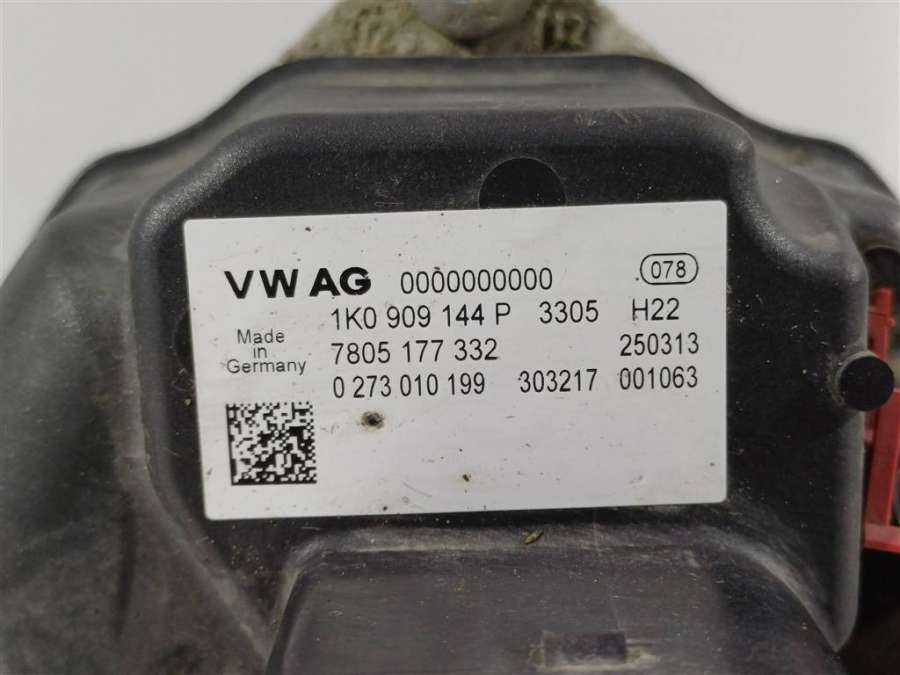 12
VW AG 0000000000 078
1K0 909 144 P 3305 H22
Made in Germany
7805 177 332 250313
0 273 010 199 303217 001063